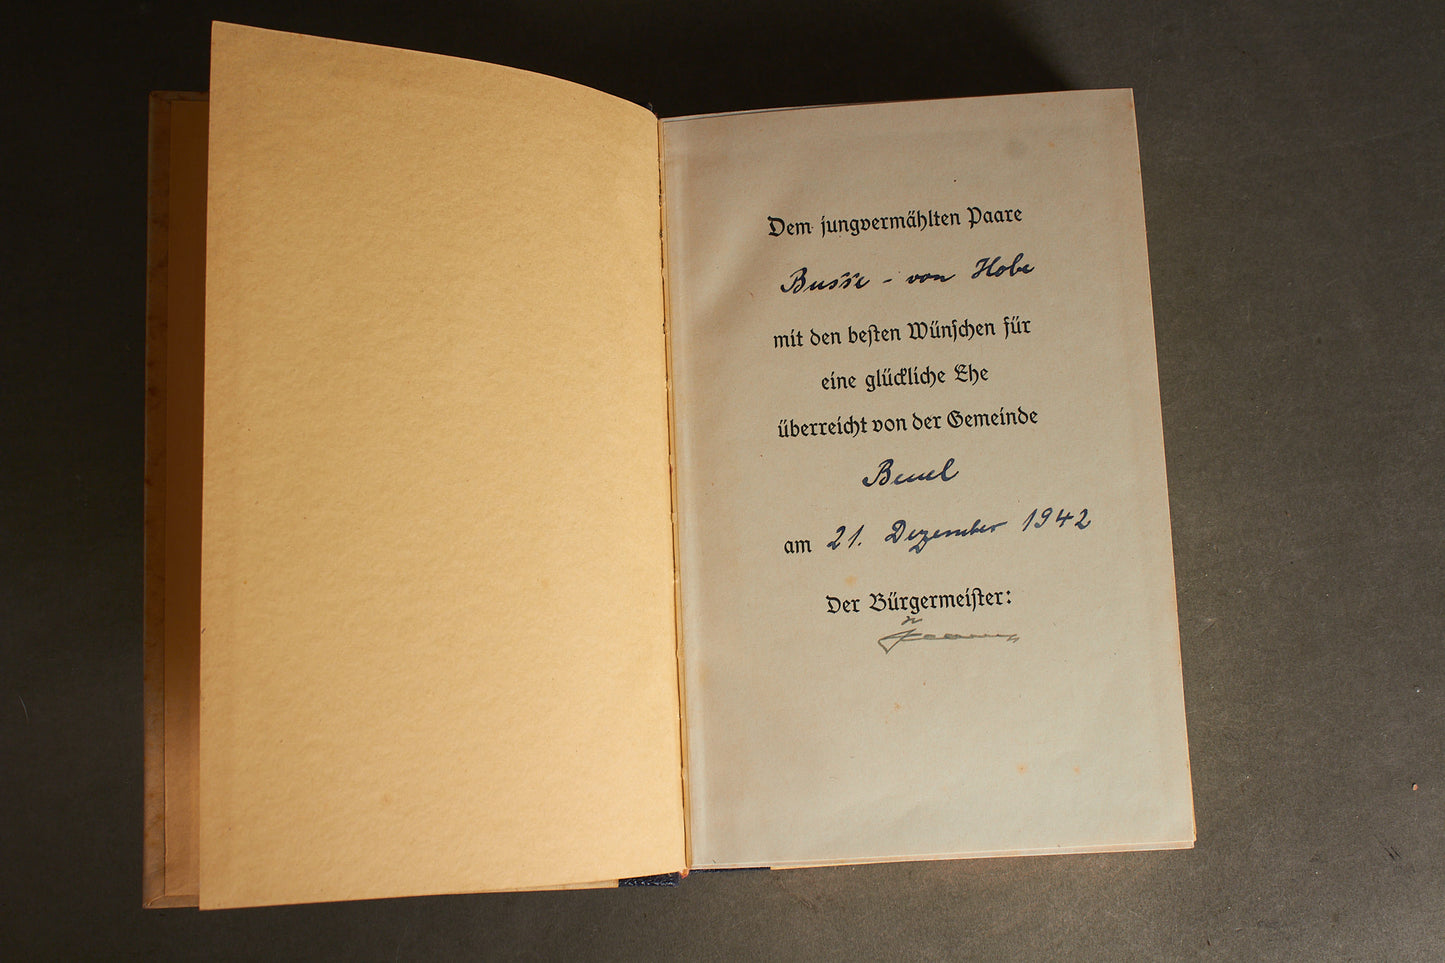 Dem jungvermählten Paare
Busse - von Hobe
mit den besten Wünschen für
eine glückliche Ehe
überreicht von der Gemeinde
Beuel
am 21. Dezember 1942
Der Bürgermeister: